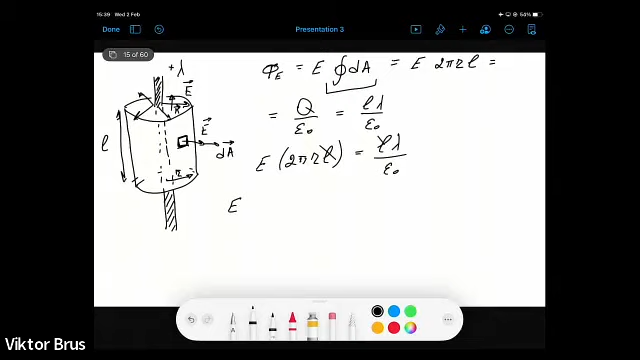 15:39 Wed 2 Feb
54%
Done
Presentation 3
15 of 60
+ λ
Φ_E = E ∮dA = E 2πrl =
E
R
= Q/ε₀ = lλ/ε₀
l
E
dA
E (2πrl) = lλ/ε₀
r
E
Viktor Brus